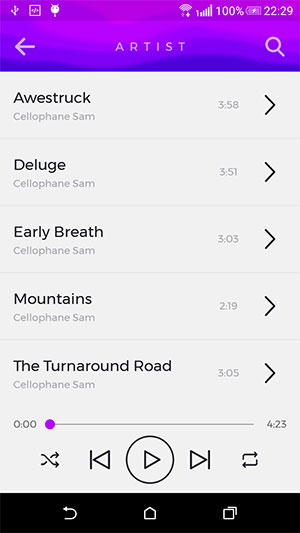 100% 22:29
ARTIST
Awestruck 3:58
Cellophane Sam
Deluge 3:51
Cellophane Sam
Early Breath 3:03
Cellophane Sam
Mountains 2:19
Cellophane Sam
The Turnaround Road 3:05
Cellophane Sam
0:00 4:23